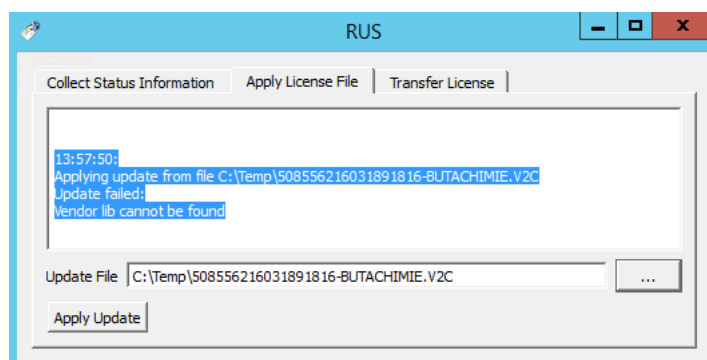 RUS
Collect Status Information
Apply License File
Transfer License
13:57:50:
Applying update from file C:\Temp\508556216031891816-BUTACHIMIE.V2C
Update failed:
Vendor lib cannot be found
Update File C:\Temp\508556216031891816-BUTACHIMIE.V2C ...
Apply Update